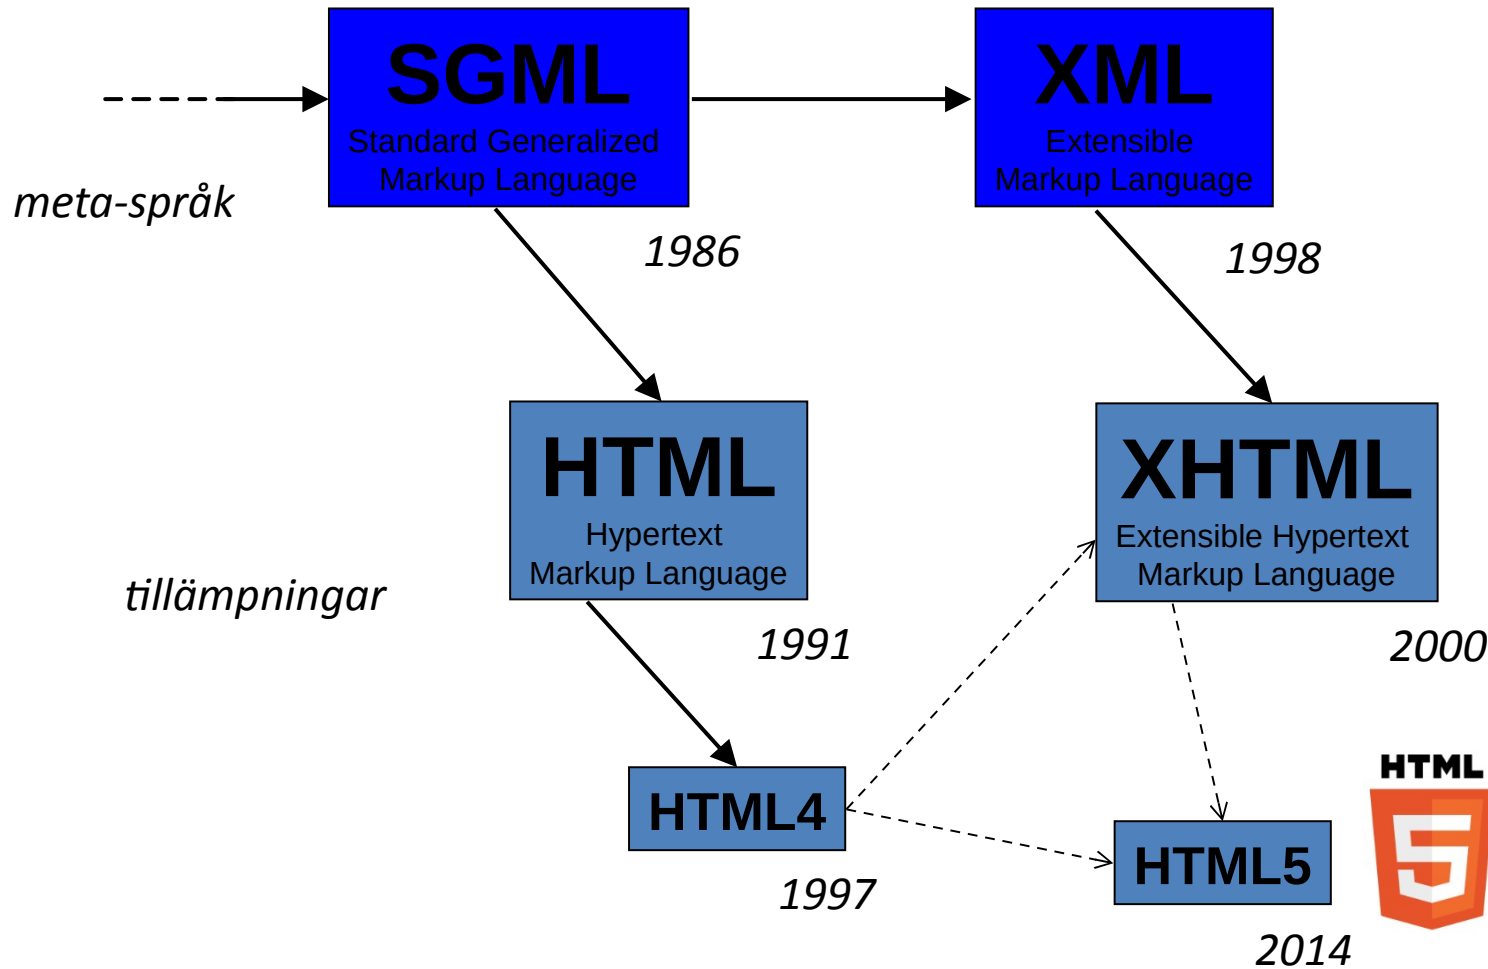 SGML
Standard Generalized
Markup Language
XML
Extensible
Markup Language
meta-språk
1986
1998
HTML
Hypertext
Markup Language
XHTML
Extensible Hypertext
Markup Language
tillämpningar
1991
2000
HTML4
1997
HTML5
2014
HTML
5